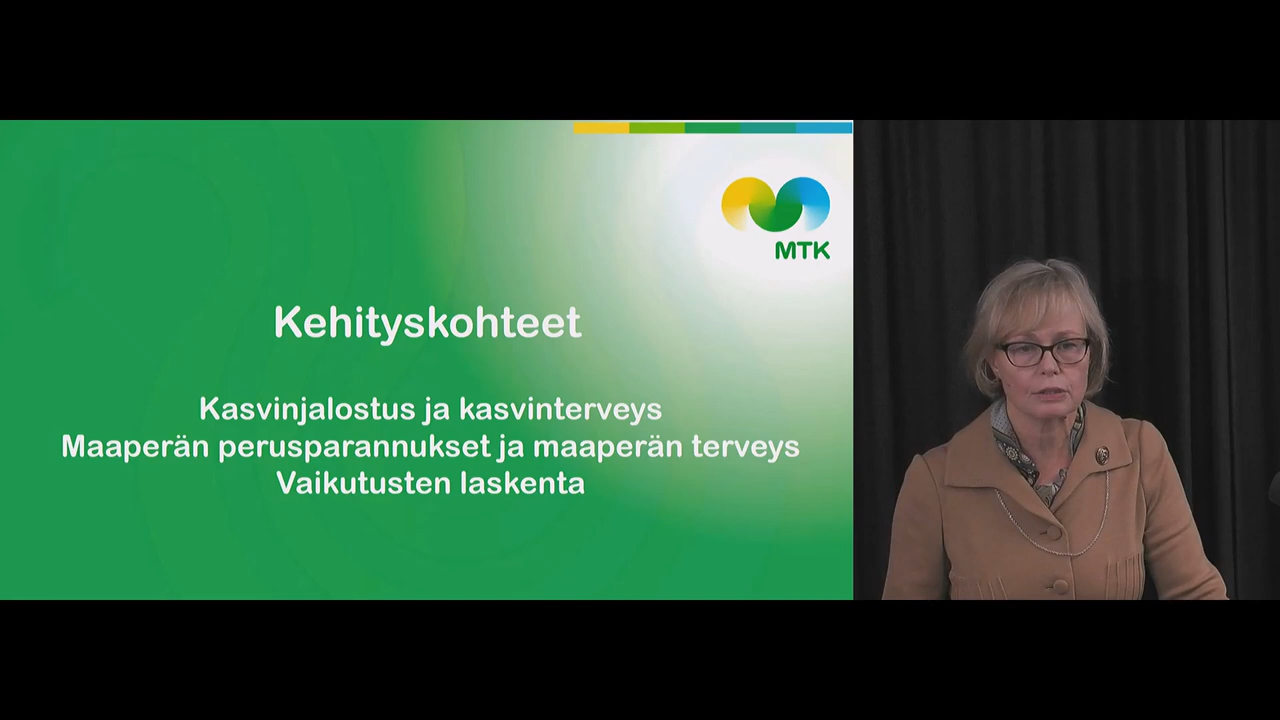 MTK
Kehityskohteet
Kasvinjalostus ja kasvinterveys
Maaperän perusparannukset ja maaperän terveys
Vaikutusten laskenta